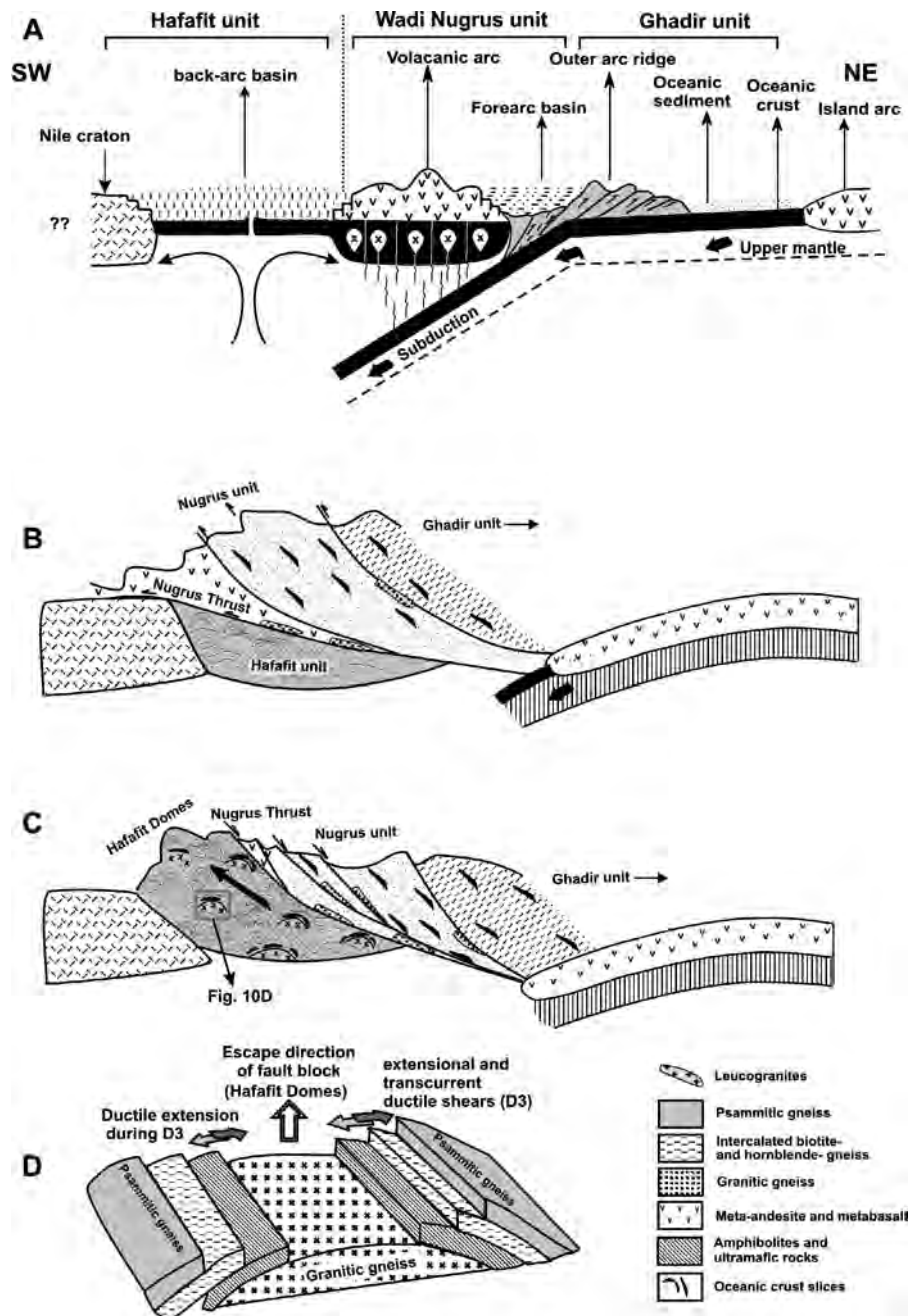 A
Hafafit unit
Wadi Nugrus unit
Ghadir unit
SW
NE
back-arc basin
Volacanic arc
Outer arc ridge
Oceanic
sediment
Oceanic
crust
Nile craton
Forearc basin
Island arc
??
Upper mantle
Subduction
B
Nugrus unit
Ghadir unit
Nugrus Thrust
Hafafit unit
C
Hafafit Domes
Nugrus Thrust
Nugrus unit
Ghadir unit
Fig. 10D
D
Escape direction
of fault block
(Hafafit Domes)
extensional and
transcurrent
ductile shears (D3)
Ductile extension
during D3
Psammitic gneiss
Psammitic gneiss
Granitic gneiss
Leucogranites
Psammitic gneiss
Intercalated biotite-
and hornblende- gneiss
Granitic gneiss
Meta-andesite and metabasalt
Amphibolites and
ultramafic rocks
Oceanic crust slices